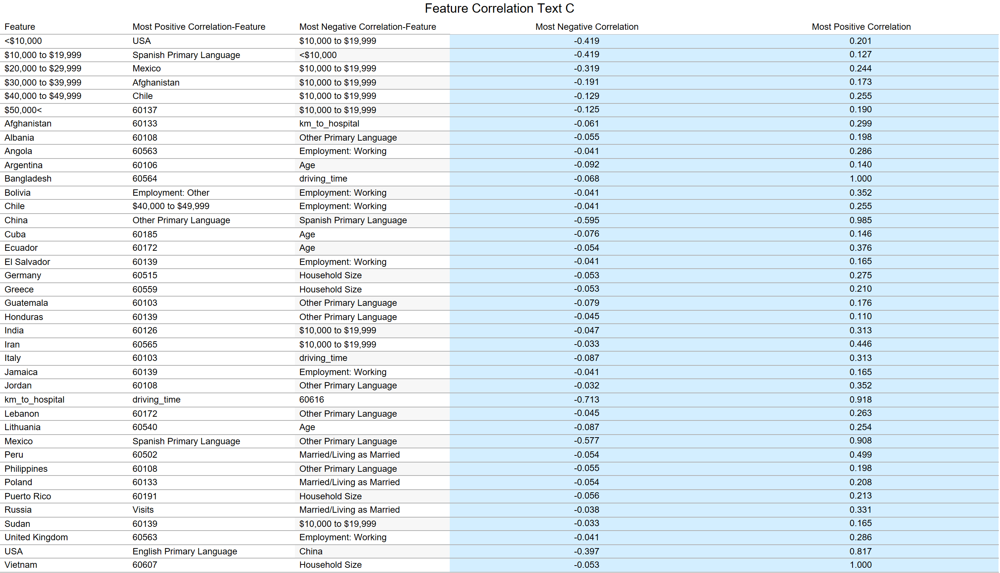 Feature Correlation Text C
Feature Most Positive Correlation-Feature Most Negative Correlation-Feature Most Negative Correlation Most Positive Correlation
<$10,000 USA $10,000 to $19,999 -0.419 0.201
$10,000 to $19,999 Spanish Primary Language <$10,000 -0.419 0.127
$20,000 to $29,999 Mexico $10,000 to $19,999 -0.319 0.244
$30,000 to $39,999 Afghanistan $10,000 to $19,999 -0.191 0.173
$40,000 to $49,999 Chile $10,000 to $19,999 -0.129 0.255
$50,000< 60137 $10,000 to $19,999 -0.125 0.190
Afghanistan 60133 km_to_hospital -0.061 0.299
Albania 60108 Other Primary Language -0.055 0.198
Angola 60563 Employment: Working -0.041 0.286
Argentina 60106 Age -0.092 0.140
Bangladesh 60564 driving_time -0.068 1.000
Bolivia Employment: Other Employment: Working -0.041 0.352
Chile $40,000 to $49,999 Employment: Working -0.041 0.255
China Other Primary Language Spanish Primary Language -0.595 0.985
Cuba 60185 Age -0.076 0.146
Ecuador 60172 Age -0.054 0.376
El Salvador 60139 Employment: Working -0.041 0.165
Germany 60515 Household Size -0.053 0.275
Greece 60559 Household Size -0.053 0.210
Guatemala 60103 Other Primary Language -0.079 0.176
Honduras 60139 Other Primary Language -0.045 0.110
India 60126 $10,000 to $19,999 -0.047 0.313
Iran 60565 $10,000 to $19,999 -0.033 0.446
Italy 60103 driving_time -0.087 0.313
Jamaica 60139 Employment: Working -0.041 0.165
Jordan 60108 Other Primary Language -0.032 0.352
km_to_hospital driving_time 60616 -0.713 0.918
Lebanon 60172 Other Primary Language -0.045 0.263
Lithuania 60540 Age -0.087 0.254
Mexico Spanish Primary Language Other Primary Language -0.577 0.908
Peru 60502 Married/Living as Married -0.054 0.499
Philippines 60108 Other Primary Language -0.055 0.198
Poland 60133 Married/Living as Married -0.054 0.208
Puerto Rico 60191 Household Size -0.056 0.213
Russia Visits Married/Living as Married -0.038 0.331
Sudan 60139 $10,000 to $19,999 -0.033 0.165
United Kingdom 60563 Employment: Working -0.041 0.286
USA English Primary Language China -0.397 0.817
Vietnam 60607 Household Size -0.053 1.000